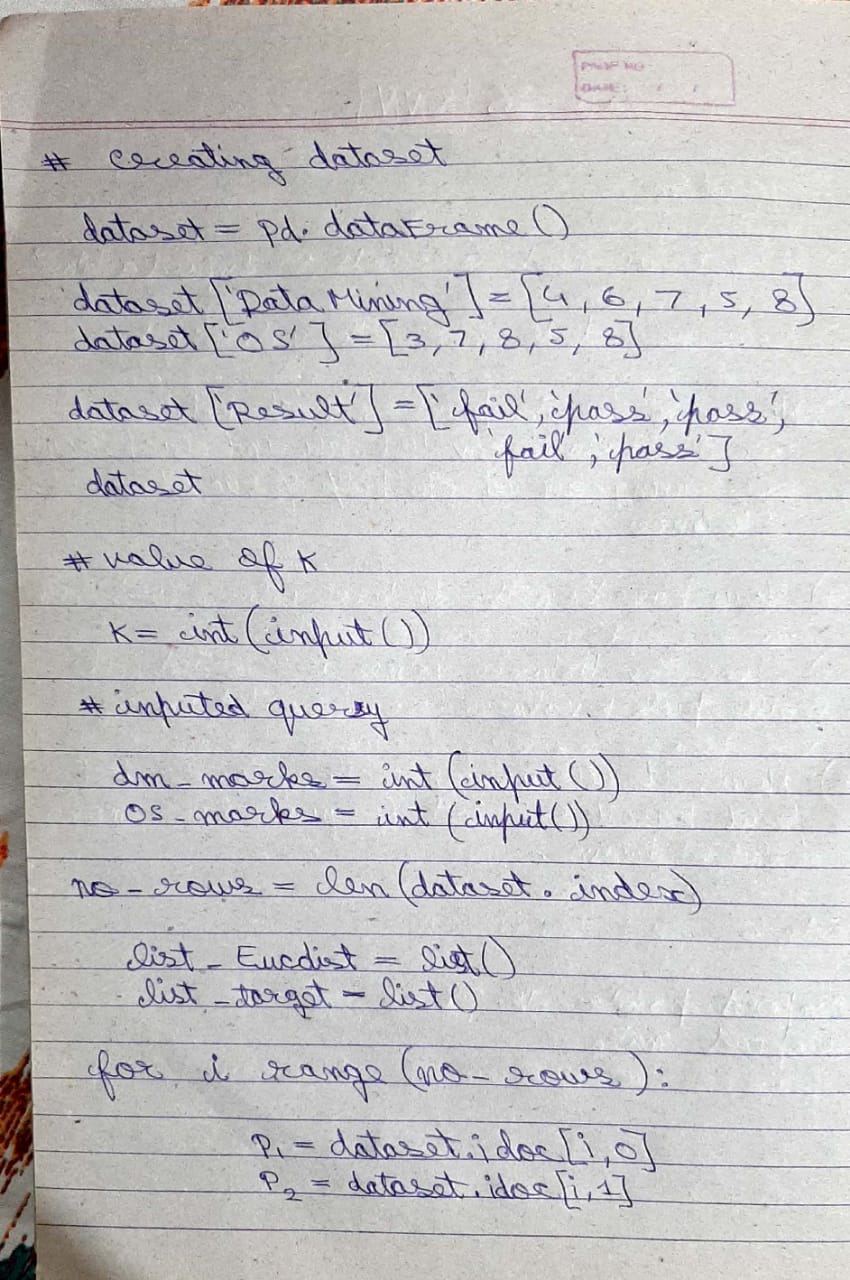 PAGE NO.
DATE: / /
# Creating dataset
dataset = pd. dataFrame()
dataset ['Data Mining'] = [4, 6, 7, 5, 8]
dataset ['OS'] = [3, 7, 8, 5, 8]
dataset ['Result'] = ['fail', 'pass', 'pass',
'fail', 'pass']
dataset
# value of K
K = int (input ())
# inputed query
dm_marks = int (input ())
OS_marks = int (input())
no_rows = len (dataset. index)
list_Eucdist = list()
list_target = list()
for i range (no_rows):
P₁ = dataset.iloc[i,0]
P₂ = dataset.iloc[i,1]